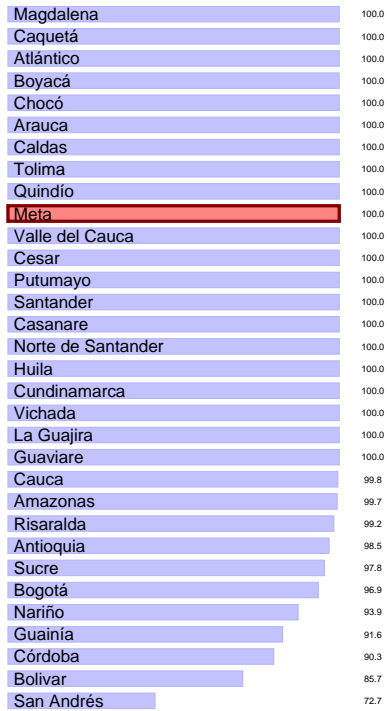 Magdalena 100.0
Caquetá 100.0
Atlántico 100.0
Boyacá 100.0
Chocó 100.0
Arauca 100.0
Caldas 100.0
Tolima 100.0
Quindío 100.0
Meta 100.0
Valle del Cauca 100.0
Cesar 100.0
Putumayo 100.0
Santander 100.0
Casanare 100.0
Norte de Santander 100.0
Huila 100.0
Cundinamarca 100.0
Vichada 100.0
La Guajira 100.0
Guaviare 100.0
Cauca 99.8
Amazonas 99.7
Risaralda 99.2
Antioquia 98.5
Sucre 97.8
Bogotá 96.9
Nariño 93.9
Guainía 91.6
Córdoba 90.3
Bolivar 85.7
San Andrés 72.7